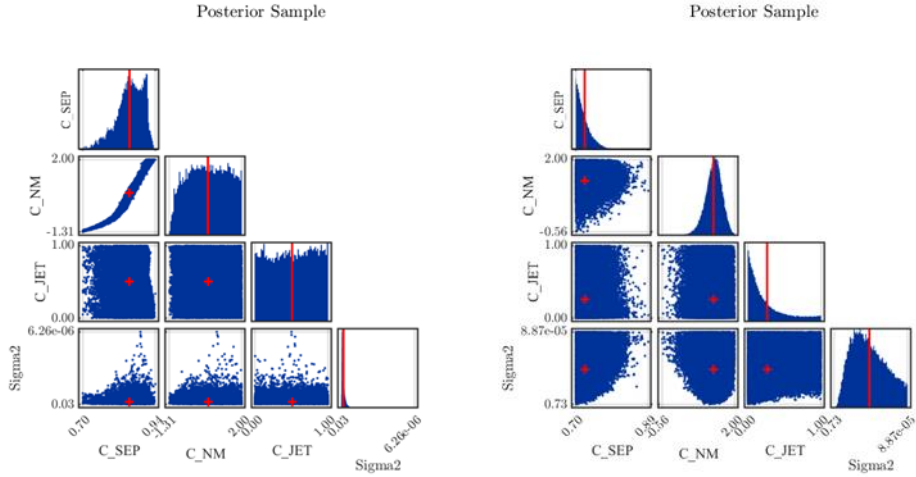 Posterior Sample
C_SEP
2.00
C_NM
-1.31
1.00
C_JET
0.00
6.26e-06
Sigma2
0.03
0.70
-1.31
2.00
0.00
1.00
0.03
6.26e-06
C_SEP
C_NM
C_JET
Sigma2
Posterior Sample
C_SEP
2.00
C_NM
-0.56
1.00
C_JET
0.00
8.87e-05
Sigma2
0.73
0.70
-0.56
2.00
0.00
1.00
0.73
8.87e-05
C_SEP
C_NM
C_JET
Sigma2